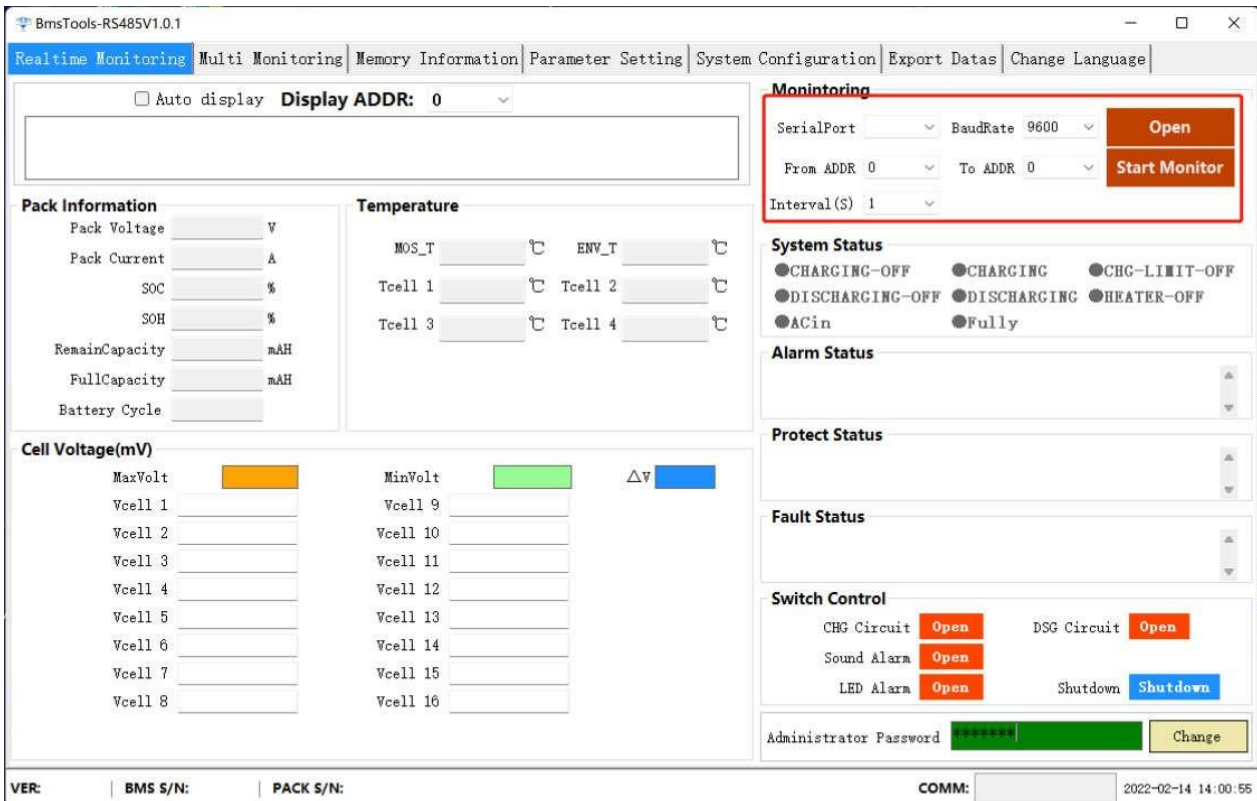 BmsTools-RS485V1.0.1
Realtime Monitoring Multi Monitoring Memory Information Parameter Setting System Configuration Export Datas Change Language
Auto display Display ADDR: 0
Monintoring
SerialPort BaudRate 9600 Open
From ADDR 0 To ADDR 0 Start Monitor
Interval(S) 1
Pack Information
Pack Voltage V
Pack Current A
SOC %
SOH %
RemainCapacity mAH
FullCapacity mAH
Battery Cycle
Temperature
MOS_T ℃ ENV_T ℃
Tcell 1 ℃ Tcell 2 ℃
Tcell 3 ℃ Tcell 4 ℃
System Status
CHARGING-OFF CHARGING CHG-LIMIT-OFF
DISCHARGING-OFF DISCHARGING HEATER-OFF
ACin Fully
Alarm Status
Protect Status
Fault Status
Cell Voltage(mV)
MaxVolt MinVolt △V
Vcell 1 Vcell 9
Vcell 2 Vcell 10
Vcell 3 Vcell 11
Vcell 4 Vcell 12
Vcell 5 Vcell 13
Vcell 6 Vcell 14
Vcell 7 Vcell 15
Vcell 8 Vcell 16
Switch Control
CHG Circuit Open DSG Circuit Open
Sound Alarm Open
LED Alarm Open Shutdown Shutdown
Administrator Password ******* Change
VER: BMS S/N: PACK S/N: COMM: 2022-02-14 14:00:55